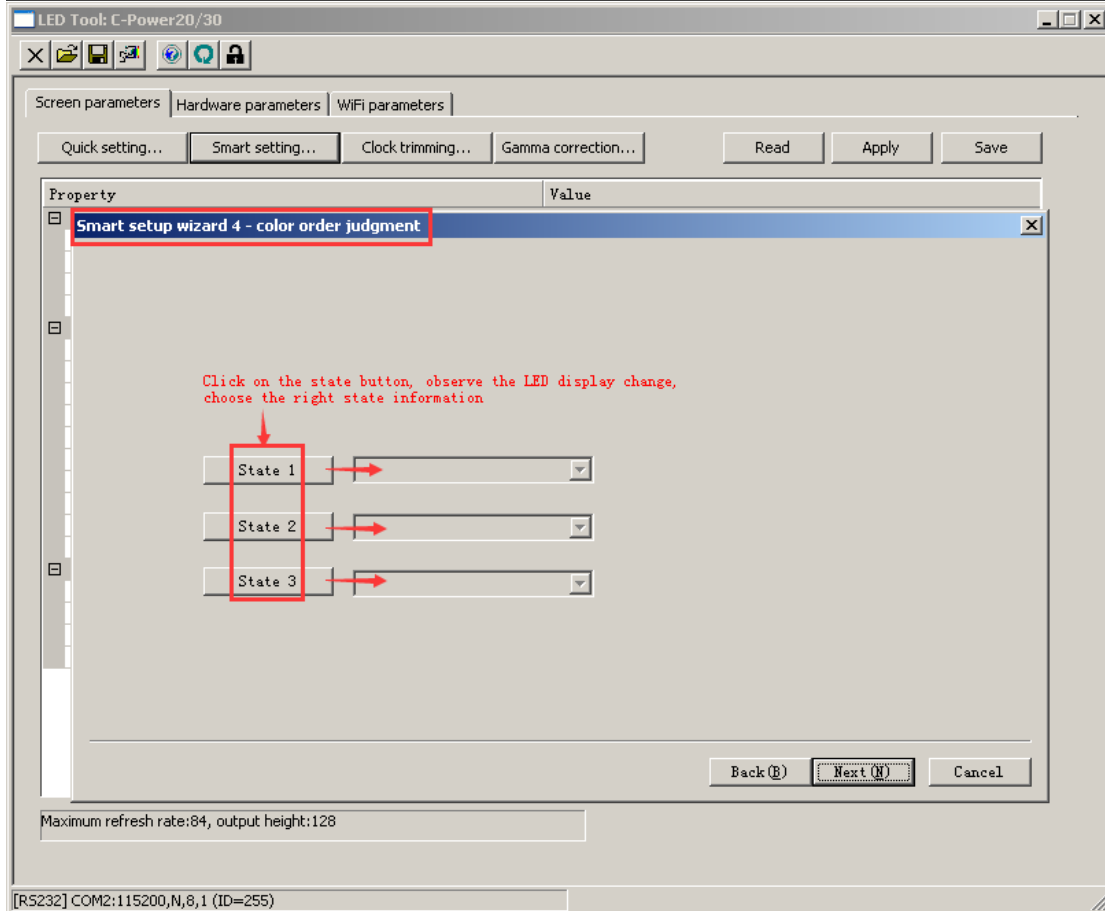 LED Tool: C-Power20/30
Screen parameters Hardware parameters WiFi parameters
Quick setting... Smart setting... Clock trimming... Gamma correction... Read Apply Save
Property Value
Smart setup wizard 4 - color order judgment
Click on the state button, observe the LED display change,
choose the right state information
State 1
State 2
State 3
Back(B) Next(N) Cancel
Maximum refresh rate:84, output height:128
[RS232] COM2:115200,N,8,1 (ID=255)